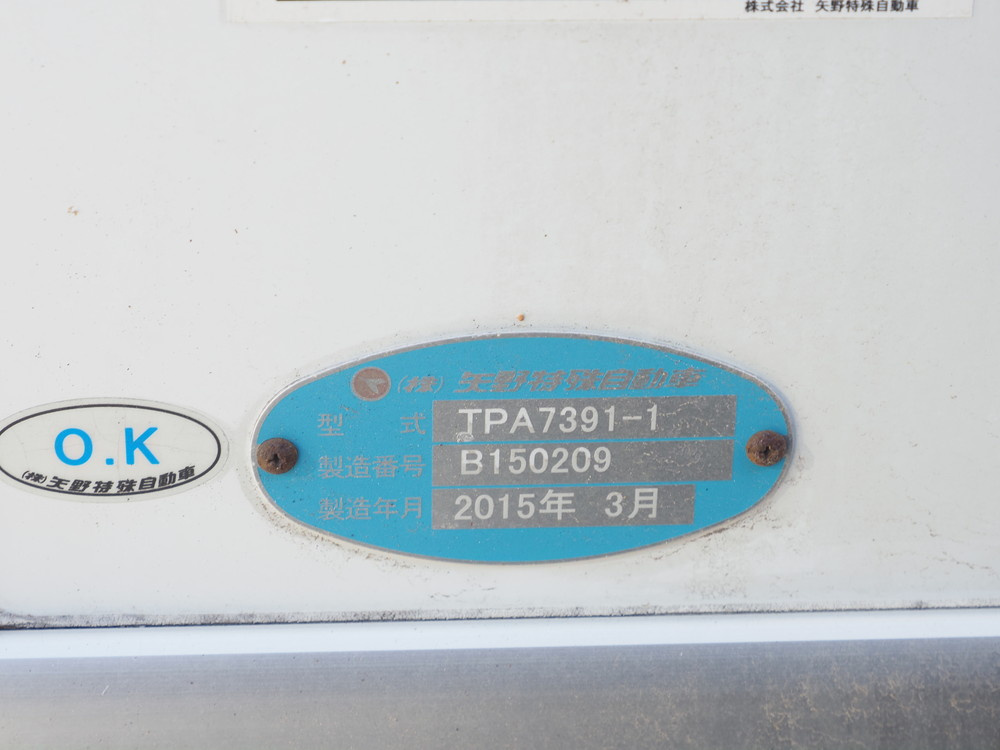 株式会社 矢野特殊自動車
(株) 矢野特殊自動車
型 式 TPA7391-1
製造番号 B150209
製造年月 2015年 3月
O.K
(株)矢野特殊自動車